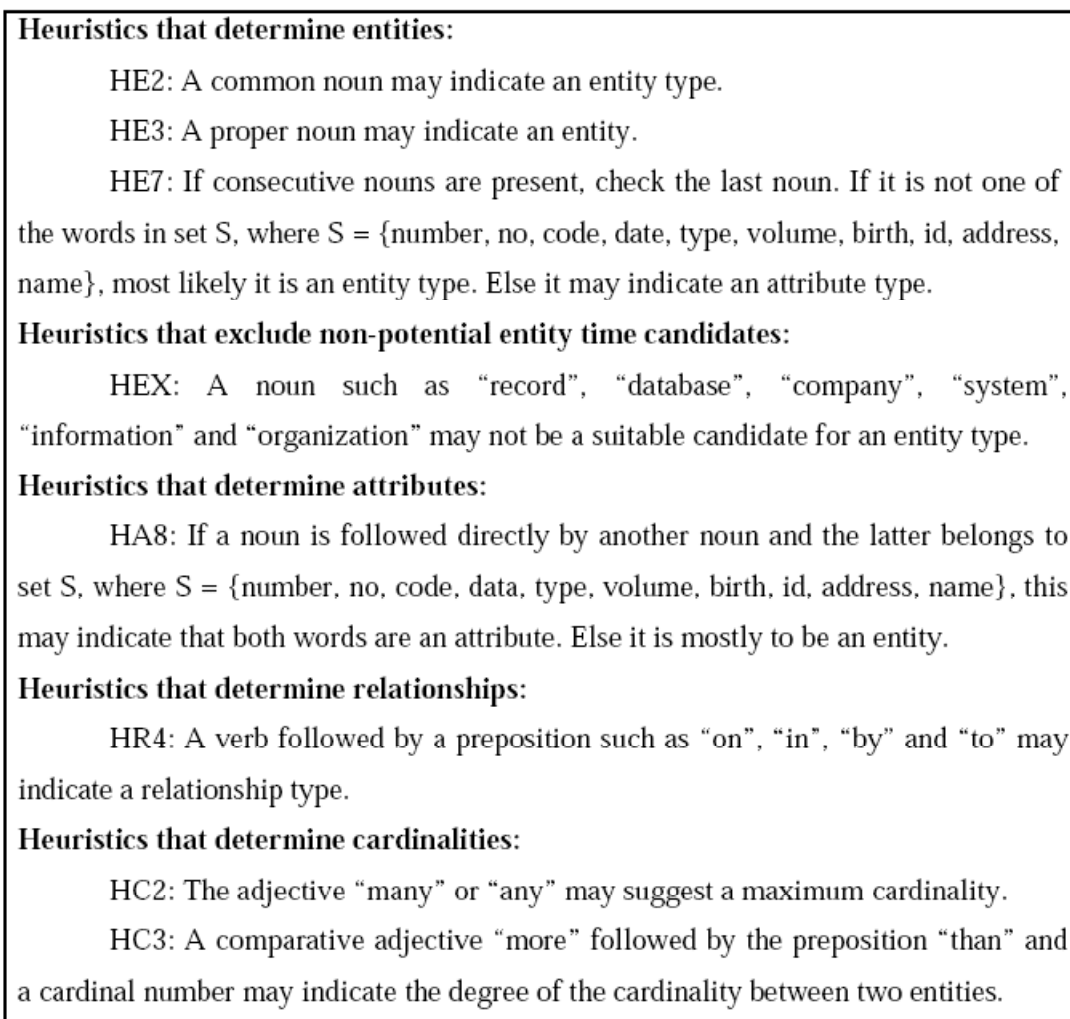 Heuristics that determine entities:
HE2: A common noun may indicate an entity type.
HE3: A proper noun may indicate an entity.
HE7: If consecutive nouns are present, check the last noun. If it is not one of
the words in set S, where S = {number, no, code, date, type, volume, birth, id, address,
name}, most likely it is an entity type. Else it may indicate an attribute type.
Heuristics that exclude non-potential entity time candidates:
HEX: A noun such as “record”, “database”, “company”, “system”,
“information” and “organization” may not be a suitable candidate for an entity type.
Heuristics that determine attributes:
HA8: If a noun is followed directly by another noun and the latter belongs to
set S, where S = {number, no, code, data, type, volume, birth, id, address, name}, this
may indicate that both words are an attribute. Else it is mostly to be an entity.
Heuristics that determine relationships:
HR4: A verb followed by a preposition such as “on”, “in”, “by” and “to” may
indicate a relationship type.
Heuristics that determine cardinalities:
HC2: The adjective “many” or “any” may suggest a maximum cardinality.
HC3: A comparative adjective “more” followed by the preposition “than” and
a cardinal number may indicate the degree of the cardinality between two entities.